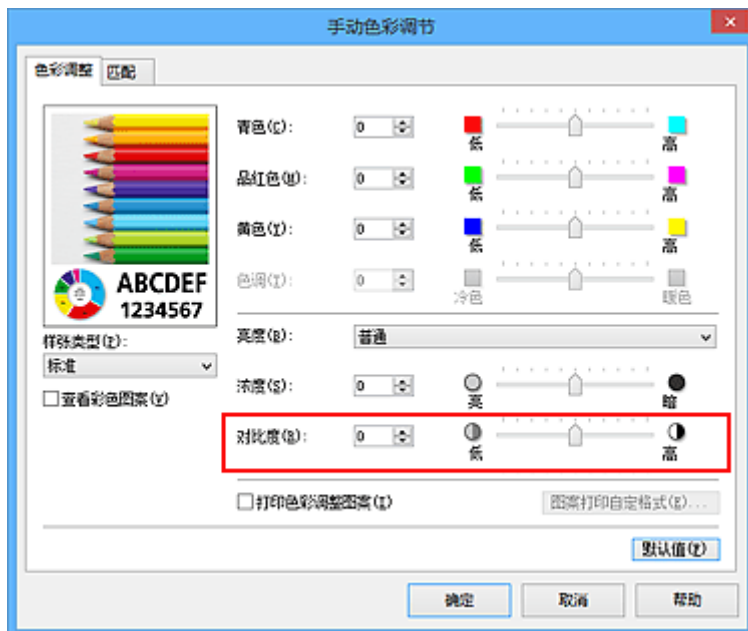 手动色彩调节
色彩调整 匹配
青色(C): 0 低 高
品红色(M): 0 低 高
黄色(Y): 0 低 高
ABCDEF
1234567
色调(T): 0 冷色 暖色
样张类型(P):
标准
查看彩色图案(V)
亮度(B): 普通
浓度(S): 0 亮 暗
对比度(R): 0 低 高
打印色彩调整图案(I) 图案打印自定格式(E)...
默认值(F)
确定 取消 帮助